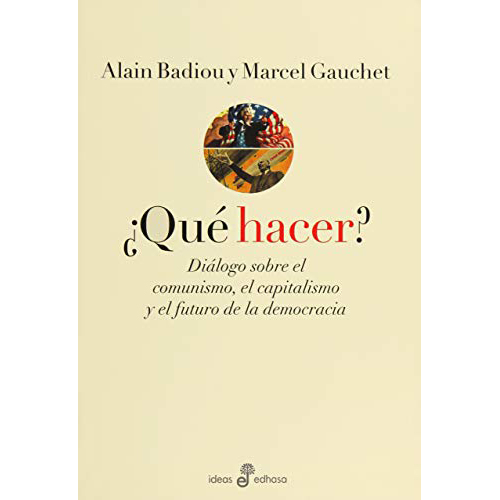 Alain Badiou y Marcel Gauchet
¿Qué hacer?
Diálogo sobre el
comunismo, el capitalismo
y el futuro de la democracia
ideas edhasa